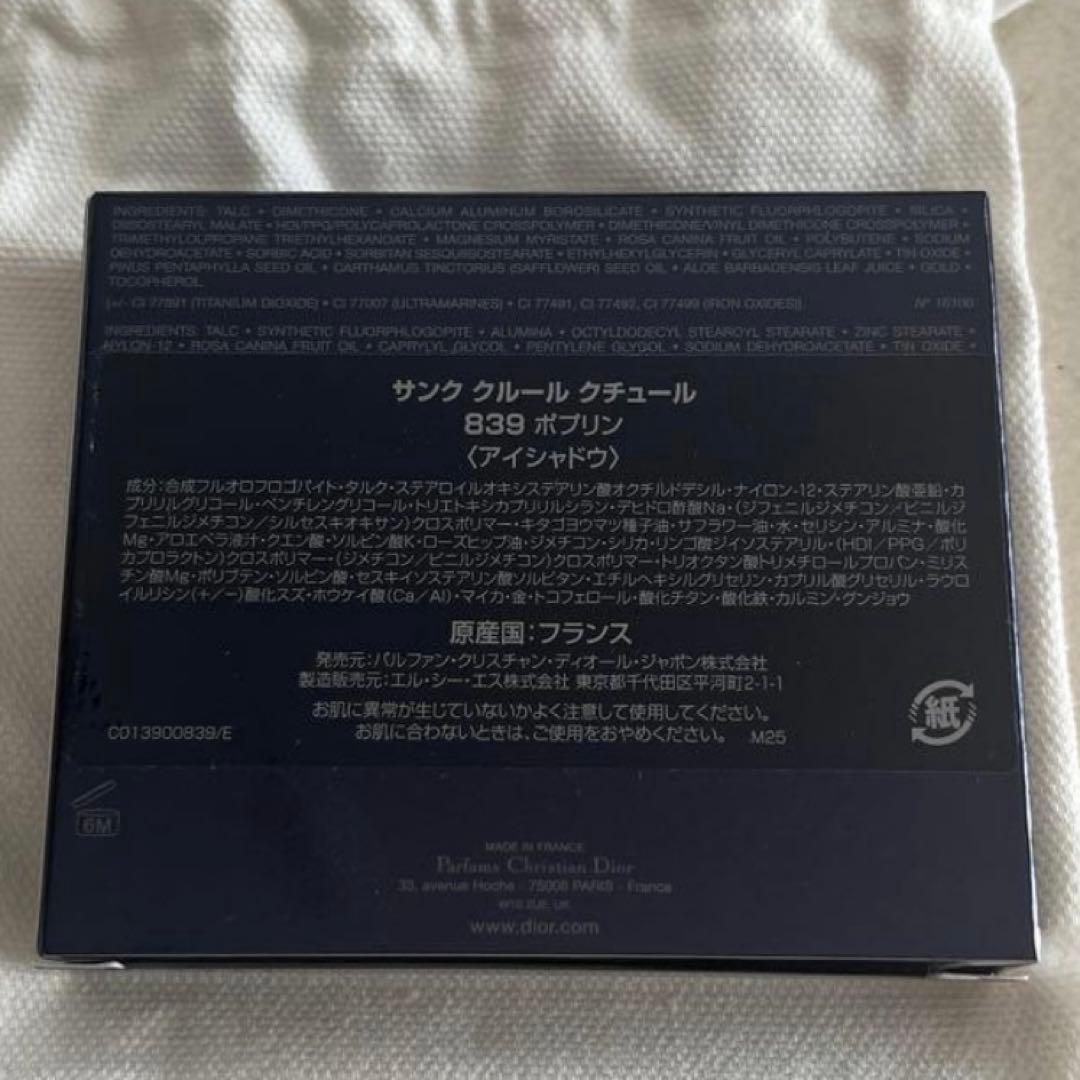 INGREDIENTS: TALC • DIMETHICONE • CALCIUM ALUMINUM BOROSILICATE • SYNTHETIC FLUORPHLOGOPITE • SILICA •
DIISOSTEARYL MALATE • HDI/PPG/POLYCAPROLACTONE CROSSPOLYMER • DIMETHICONE/VINYL DIMETHICONE CROSSPOLYMER •
TRIMETHYLOLPROPANE TRIETHYLHEXANOATE • MAGNESIUM MYRISTATE • ROSA CANINA FRUIT OIL • POLYBUTENE • SODIUM
DEHYDROACETATE • SORBIC ACID • SORBITAN SESQUIISOSTEARATE • ETHYLHEXYLGLYCERIN • GLYCERYL CAPRYLATE • TIN OXIDE •
PINUS PENTAPHYLLA SEED OIL • CARTHAMUS TINCTORIUS (SAFFLOWER) SEED OIL • ALOE BARBADENSIS LEAF JUICE • GOLD •
TOCOPHEROL
[+/- CI 77891 (TITANIUM DIOXIDE) • CI 77007 (ULTRAMARINES) • CI 77491, CI 77492, CI 77499 (IRON OXIDES)] N°
INGREDIENTS: TALC • SYNTHETIC FLUORPHLOGOPITE • ALUMINA • OCTYLDODECYL STEAROYL STEARATE • ZINC STEARATE •
NYLON-12 • ROSA CANINA FRUIT OIL • CAPRYLYL GLYCOL • PENTYLENE GLYCOL • SODIUM DEHYDROACETATE • TIN OXIDE •
サンク クルール クチュール
839 ポプリン
〈アイシャドウ〉
成分:合成フルオロフロゴパイト・タルク・ステアロイルオキシステアリン酸オクチルドデシル・ナイロン-12・ステアリン酸亜鉛・カ
プリリルグリコール・ペンチレングリコール・トリエトキシカプリリルシラン・デヒドロ酢酸Na・(ジフェニルジメチコン/ビニルジ
フェニルジメチコン/シルセスキオキサン)クロスポリマー・キタゴヨウマツ種子油・サフラワー油・水・セリシン・アルミナ・酸化
Mg・アロエベラ液汁・クエン酸・ソルビン酸K・ローズヒップ油・ジメチコン・シリカ・リンゴ酸ジイソステアリル・(HDI/PPG/ポリ
カプロラクトン)クロスポリマー・(ジメチコン/ビニルジメチコン)クロスポリマー・トリオクタン酸トリメチロールプロパン・ミリス
チン酸Mg・ポリブテン・ソルビン酸・セスキイソステアリン酸ソルビタン・エチルヘキシルグリセリン・カプリル酸グリセリル・ラウロ
イルリシン(+/-)酸化スズ・ホウケイ酸(Ca/Al)・マイカ・金・トコフェロール・酸化チタン・酸化鉄・カルミン・グンジョウ
原産国:フランス
発売元:パルファン・クリスチャン・ディオール・ジャポン株式会社
製造販売元:エル・シー・エス株式会社 東京都千代田区平河町2-1-1
お肌に異常が生じていないかよく注意して使用してください。
お肌に合わないときは、ご使用をおやめください。 M25
C013900839/E
紙
6M
MADE IN FRANCE
Parfums Christian Dior
33, avenue Hoche - 75008 PARIS - France
W1S 2JE, UK
www.dior.com